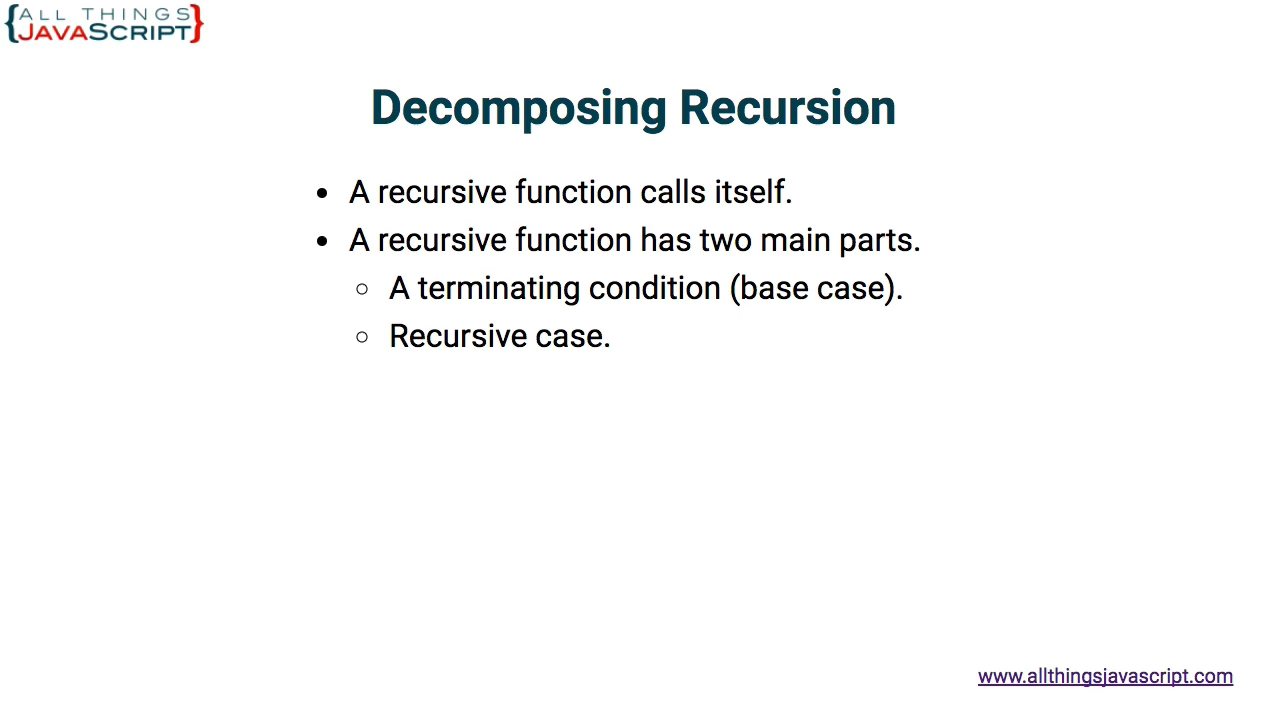 {ALL THINGS
JAVASCRIPT}
Decomposing Recursion
• A recursive function calls itself.
• A recursive function has two main parts.
○ A terminating condition (base case).
○ Recursive case.
www.allthingsjavascript.com